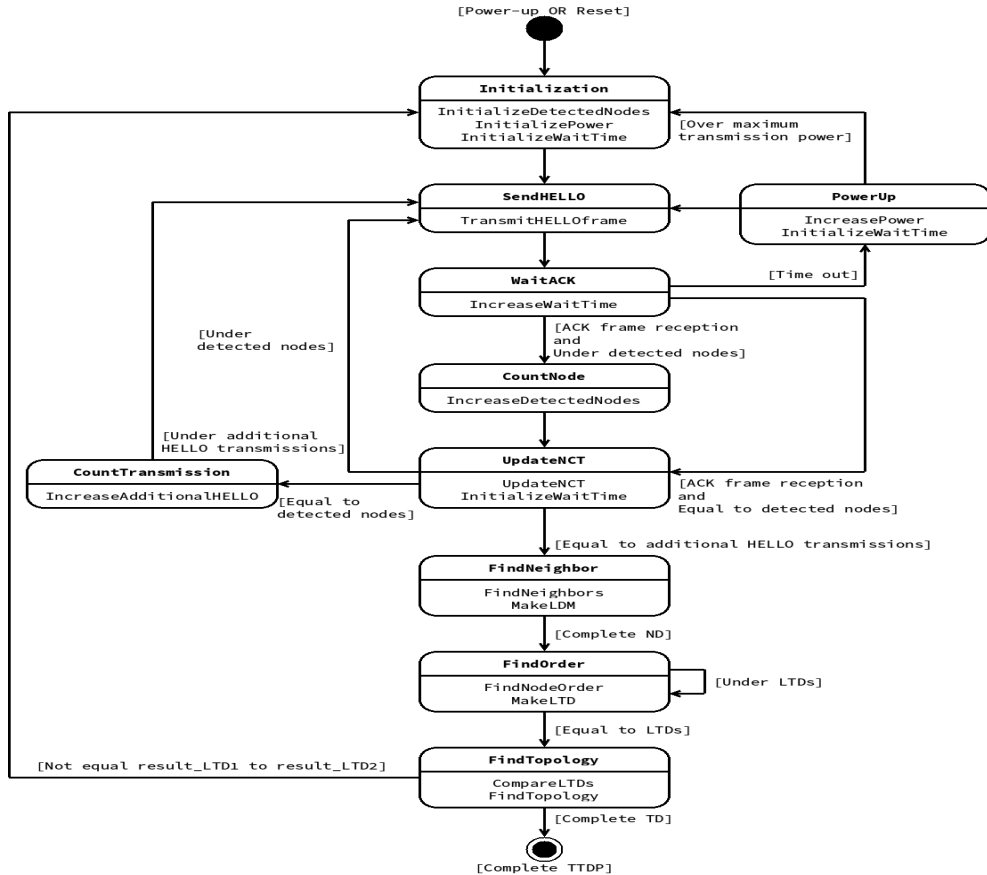 [Power-up OR Reset]
Initialization
InitializeDetectedNodes
InitializePower
InitializeWaitTime
[Over maximum
transmission power]
SendHELLO
TransmitHELLOframe
PowerUp
IncreasePower
InitializeWaitTime
[Time out]
WaitACK
IncreaseWaitTime
[Under
detected nodes]
[ACK frame reception
and
Under detected nodes]
CountNode
IncreaseDetectedNodes
[Under additional
HELLO transmissions]
CountTransmission
IncreaseAdditionalHELLO
[Equal to
detected nodes]
UpdateNCT
UpdateNCT
InitializeWaitTime
[ACK frame reception
and
Equal to detected nodes]
[Equal to additional HELLO transmissions]
FindNeighbor
FindNeighbors
MakeLDM
[Complete ND]
FindOrder
FindNodeOrder
MakeLTD
[Under LTDs]
[Equal to LTDs]
[Not equal result_LTD1 to result_LTD2]
FindTopology
CompareLTDs
FindTopology
[Complete TD]
[Complete TTDP]